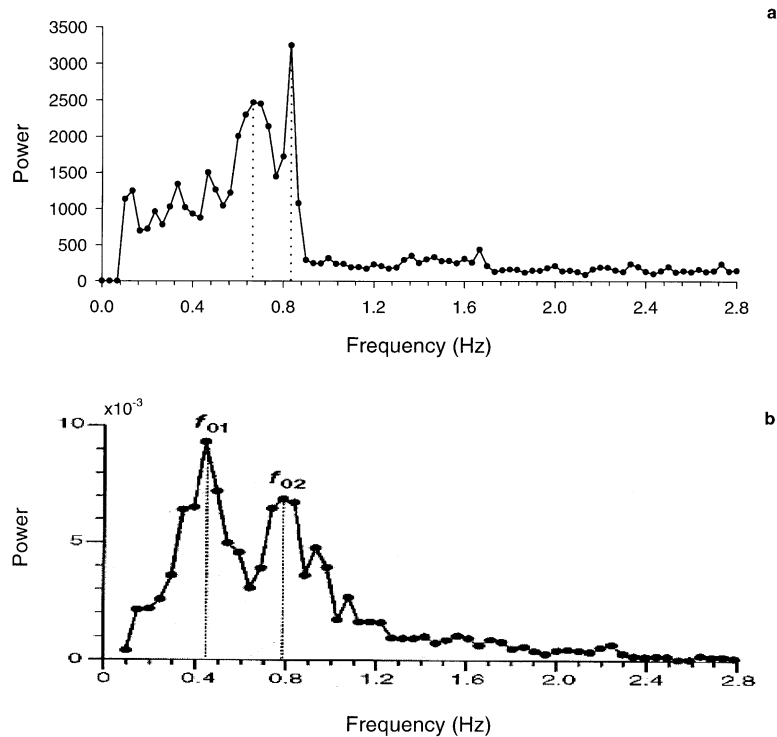 a
3500
3000
2500
2000
1500
1000
500
0
Power
0.0 0.4 0.8 1.2 1.6 2.0 2.4 2.8
Frequency (Hz)
b
x10-3
10
5
0
Power
f01
f02
0 0.4 0.8 1.2 1.6 2.0 2.4 2.8
Frequency (Hz)